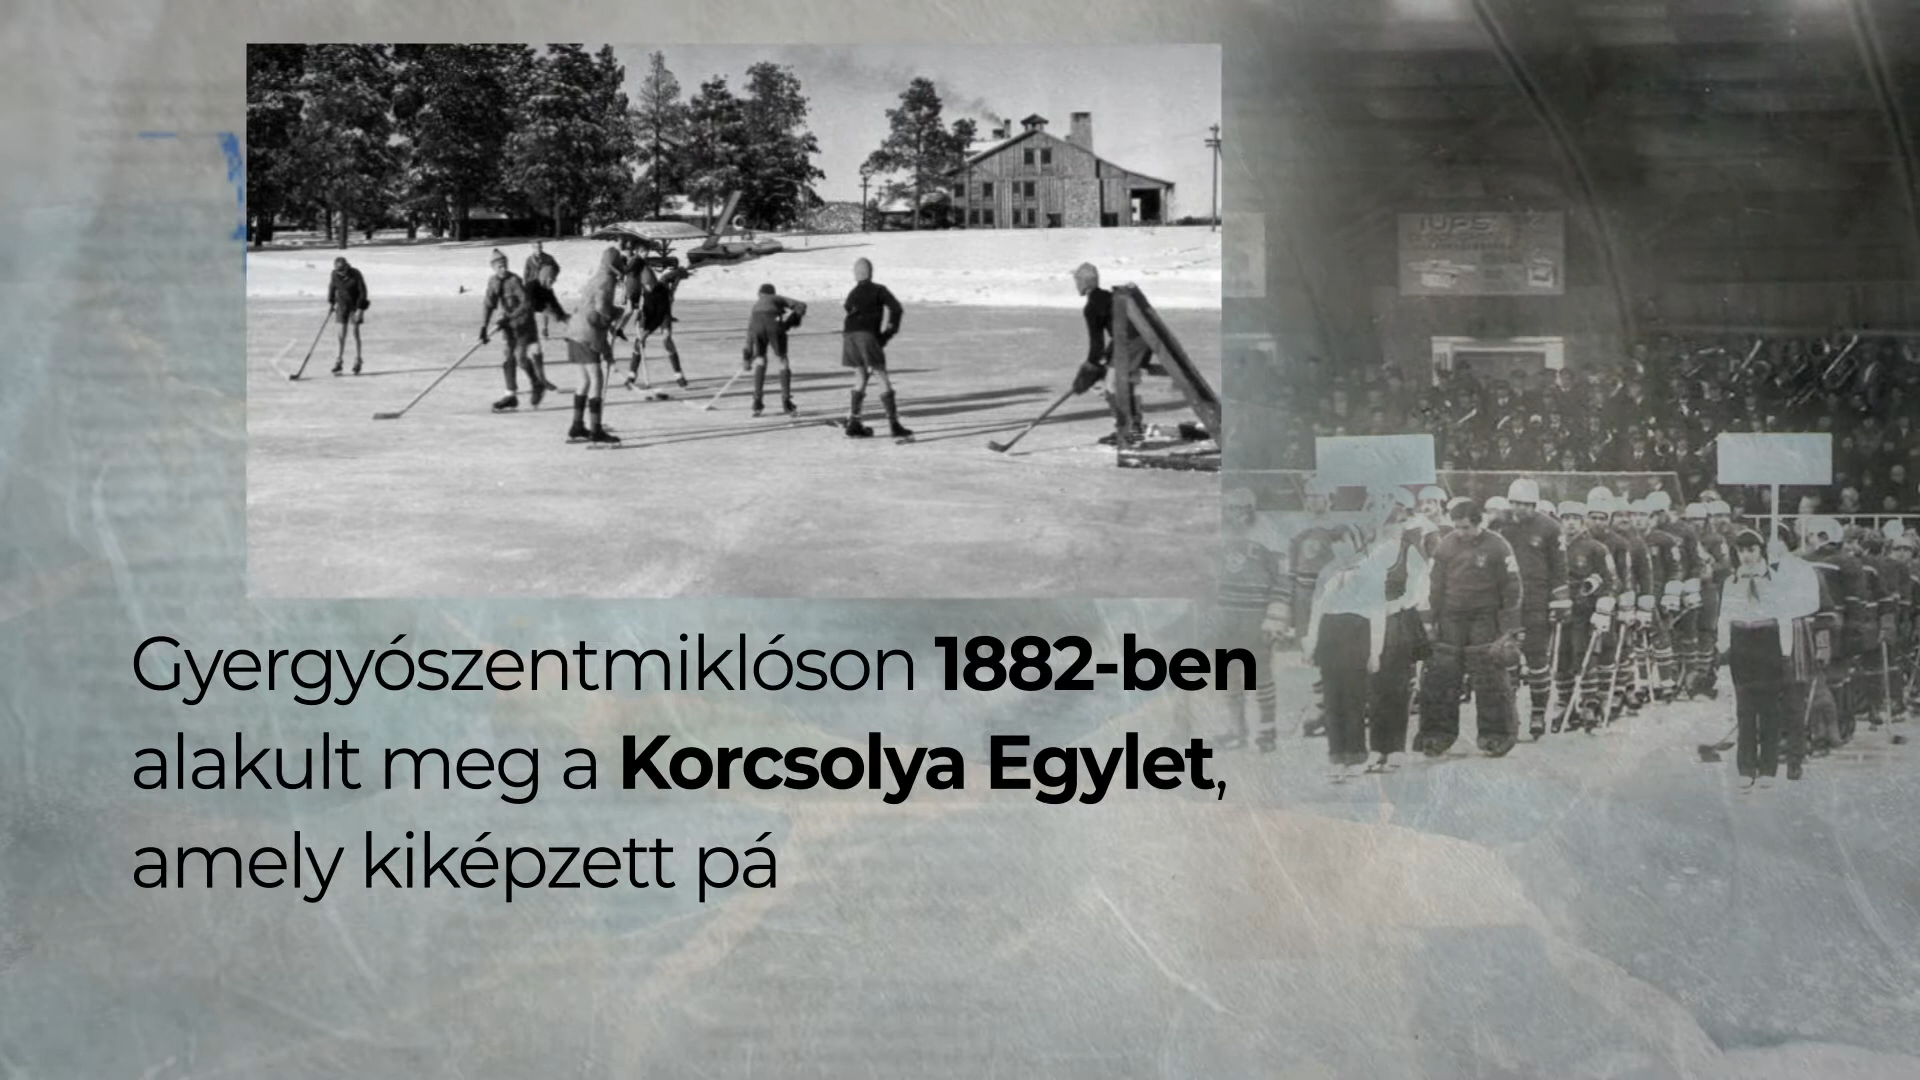 Gyergyószentmiklóson 1882-ben
alakult meg a Korcsolya Egylet,
amely kiképzett pá